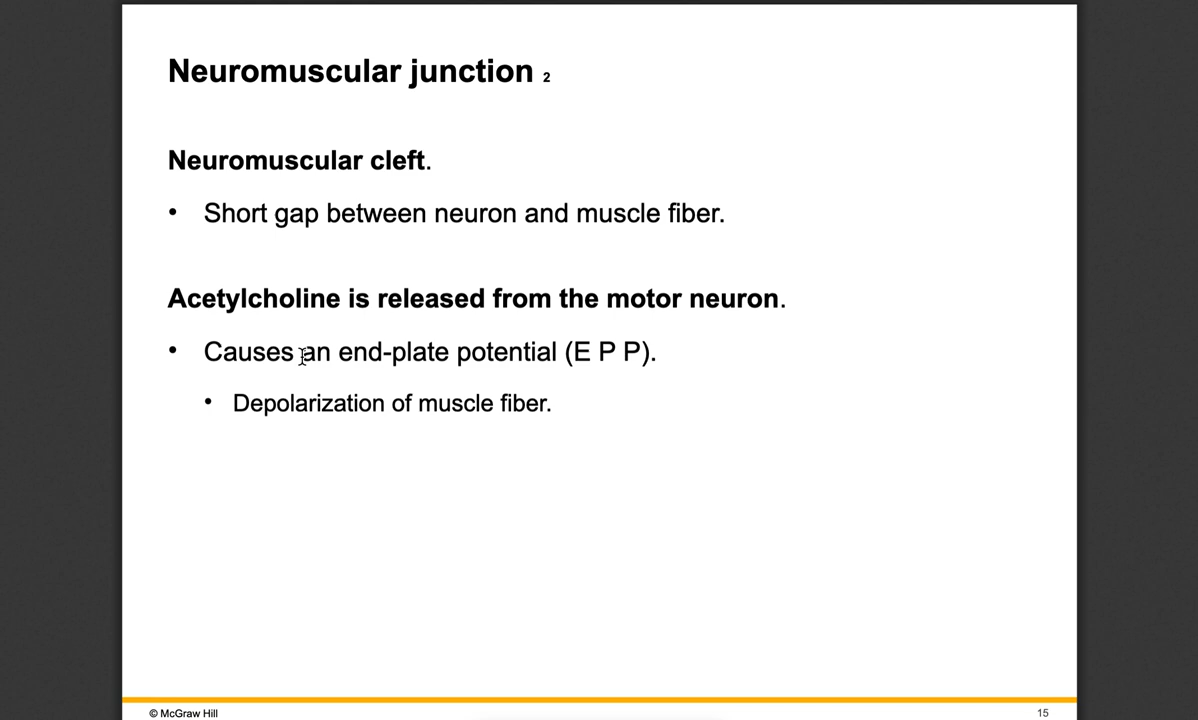 Neuromuscular junction 2
Neuromuscular cleft.
• Short gap between neuron and muscle fiber.
Acetylcholine is released from the motor neuron.
• Causes an end-plate potential (E P P).
• Depolarization of muscle fiber.
© McGraw Hill
15